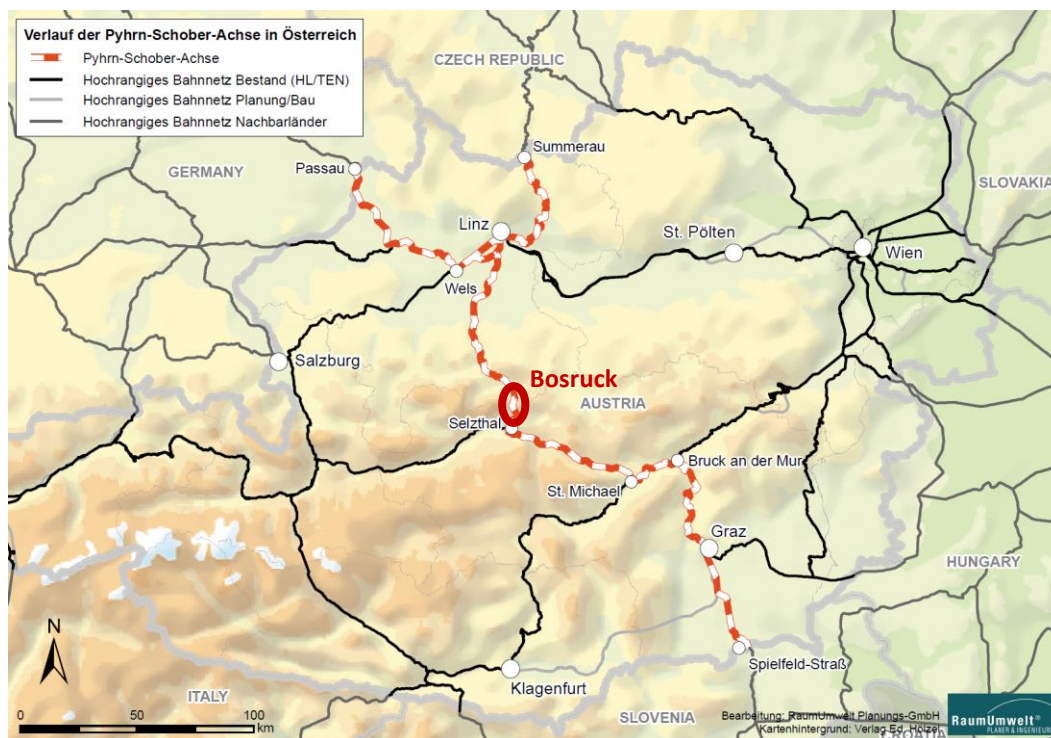 Verlauf der Pyhrn-Schober-Achse in Österreich
Pyhrn-Schober-Achse
Hochrangiges Bahnnetz Bestand (HL/TEN)
Hochrangiges Bahnnetz Planung/Bau
Hochrangiges Bahnnetz Nachbarländer
CZECH REPUBLIC
Summerau
Passau
GERMANY
SLOVAKIA
Linz
St. Pölten
Wien
Wels
Salzburg
Bosruck
AUSTRIA
Selzthal
Bruck an der Mur
St. Michael
Graz
HUNGARY
N
Spielfeld-Straß
Klagenfurt
ITALY
SLOVENIA
0 50 100
km
Bearbeitung: RaumUmwelt Planungs-GmbH
Kartenhintergrund: Verlag Ed. Hölzel
CROATIA
RaumUmwelt®
PLANER & INGENIEURE